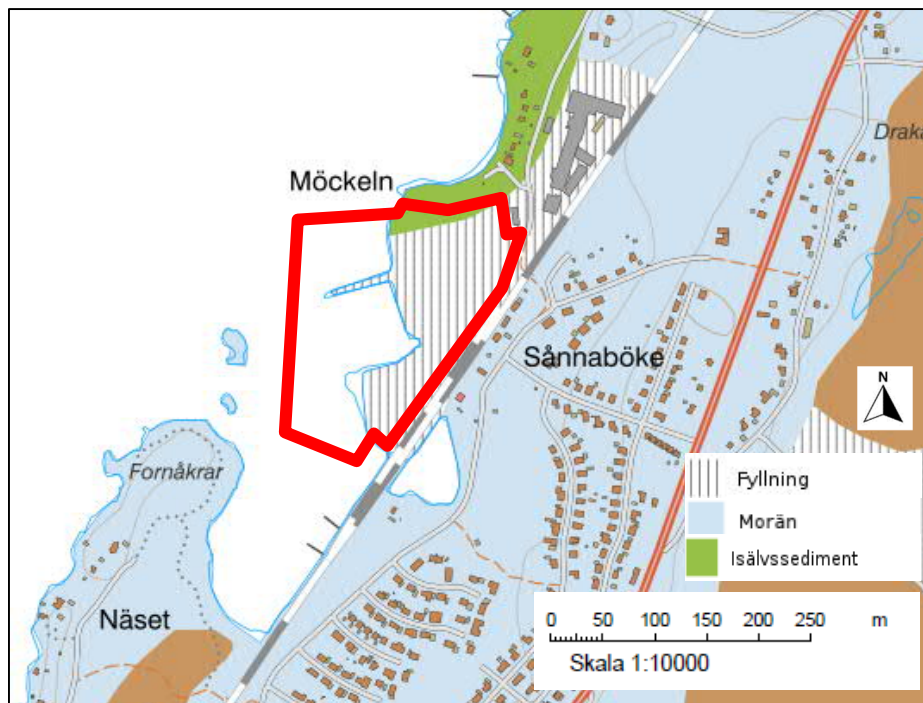 Draka
Möckeln
Sånnaböke
N
Fornåkrar
Fyllning
Morän
Isälvssediment
Näset
0 50 100 150 200 250 m
Skala 1:10000